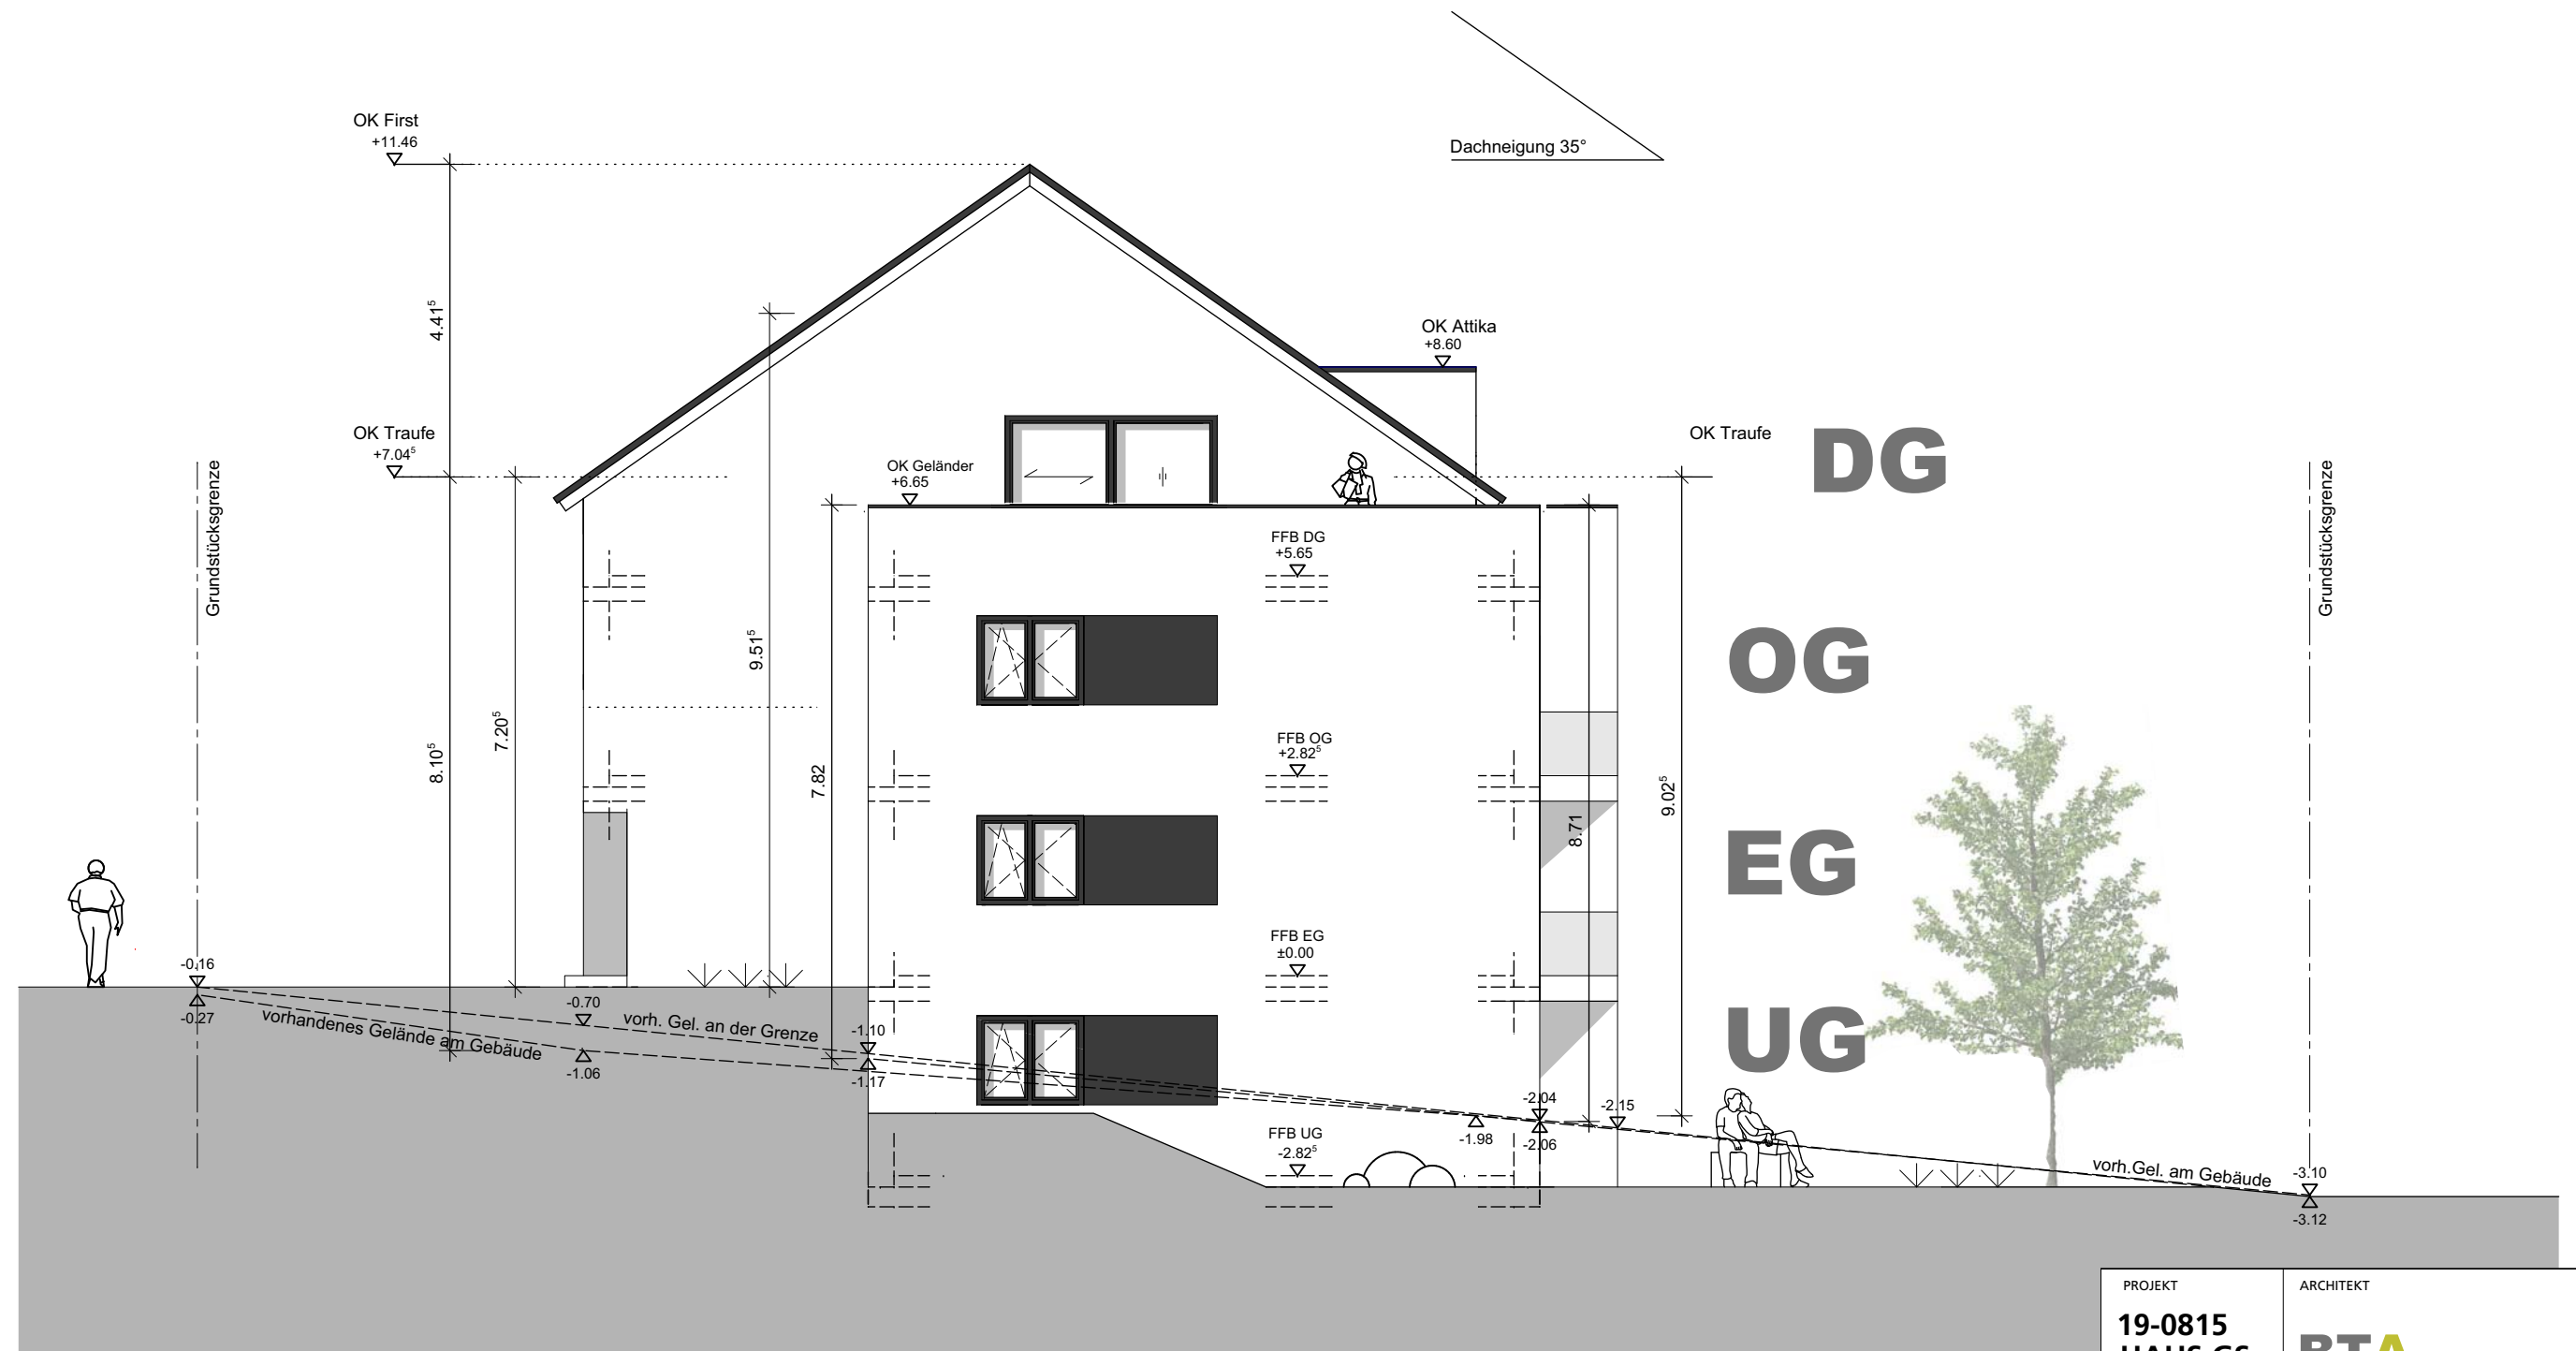 OK First
+11.46
Dachneigung 35°
4.41⁵
OK Attika
+8.60
OK Traufe
+7.04⁵
OK Traufe
DG
OK Geländer
+6.65
Grundstücksgrenze
Grundstücksgrenze
FFB DG
+5.65
OG
9.51⁵
7.20⁵
8.10⁵
7.82
FFB OG
+2.82⁵
9.02⁵
8.71
EG
FFB EG
±0.00
-0.16
-0.27
-0.70
vorhandenes Gelände am Gebäude
vorh. Gel. an der Grenze
-1.06
-1.10
-1.17
UG
-2.04
-2.15
-1.98
-2.06
FFB UG
-2.82⁵
vorh.Gel. am Gebäude
-3.10
-3.12
PROJEKT
ARCHITEKT
19-0815